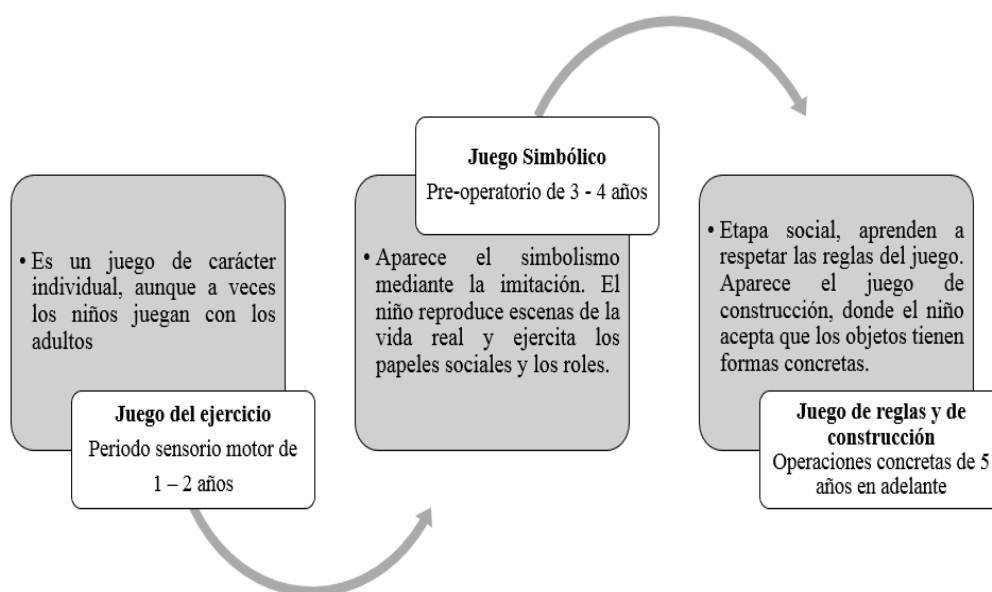 • Es un juego de carácter
individual, aunque a veces
los niños juegan con los
adultos
Juego del ejercicio
Periodo sensorio motor de
1 – 2 años
Juego Simbólico
Pre-operatorio de 3 - 4 años
• Aparece el simbolismo
mediante la imitación. El
niño reproduce escenas de la
vida real y ejercita los
papeles sociales y los roles.
• Etapa social, aprenden a
respetar las reglas del juego.
Aparece el juego de
construcción, donde el niño
acepta que los objetos tienen
formas concretas.
Juego de reglas y de
construcción
Operaciones concretas de 5
años en adelante